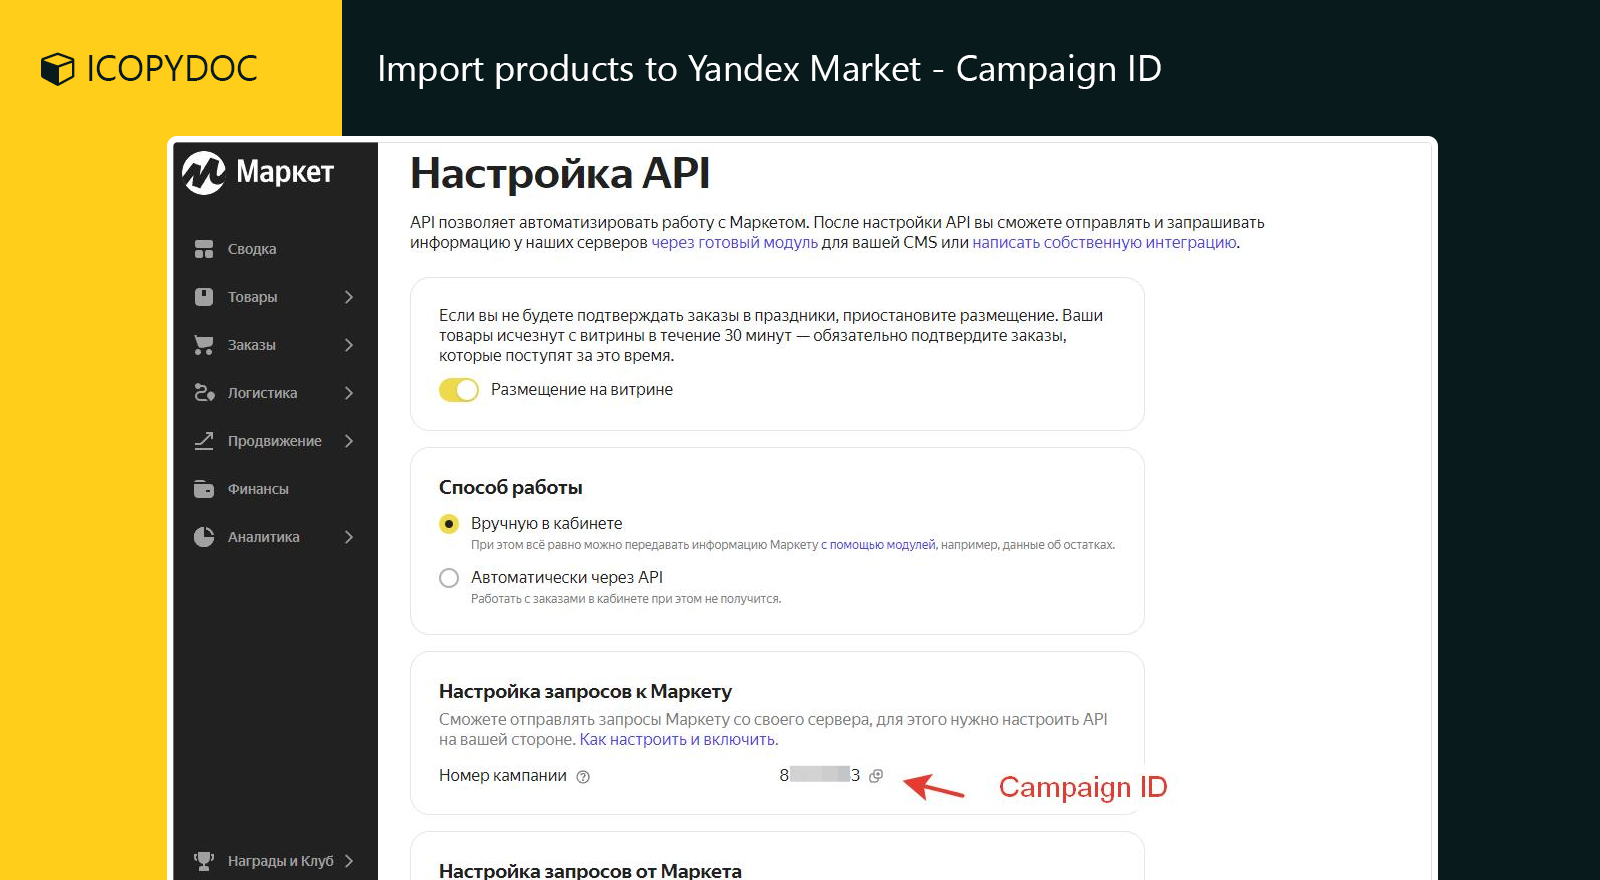 ICOPYDOC
Import products to Yandex Market - Campaign ID
Маркет
Сводка
Товары
Заказы
Логистика
Продвижение
Финансы
Аналитика
Награды и Клуб
Настройка API
API позволяет автоматизировать работу с Маркетом. После настройки API вы сможете отправлять и запрашивать
информацию у наших серверов через готовый модуль для вашей CMS или написать собственную интеграцию.
Если вы не будете подтверждать заказы в праздники, приостановите размещение. Ваши
товары исчезнут с витрины в течение 30 минут — обязательно подтвердите заказы,
которые поступят за это время.
Размещение на витрине
Способ работы
Вручную в кабинете
При этом всё равно можно передавать информацию Маркету с помощью модулей, например, данные об остатках.
Автоматически через API
Работать с заказами в кабинете при этом не получится.
Настройка запросов к Маркету
Сможете отправлять запросы Маркету со своего сервера, для этого нужно настроить API
на вашей стороне. Как настроить и включить.
Номер кампании 8 3
Campaign ID
Настройка запросов от Маркета